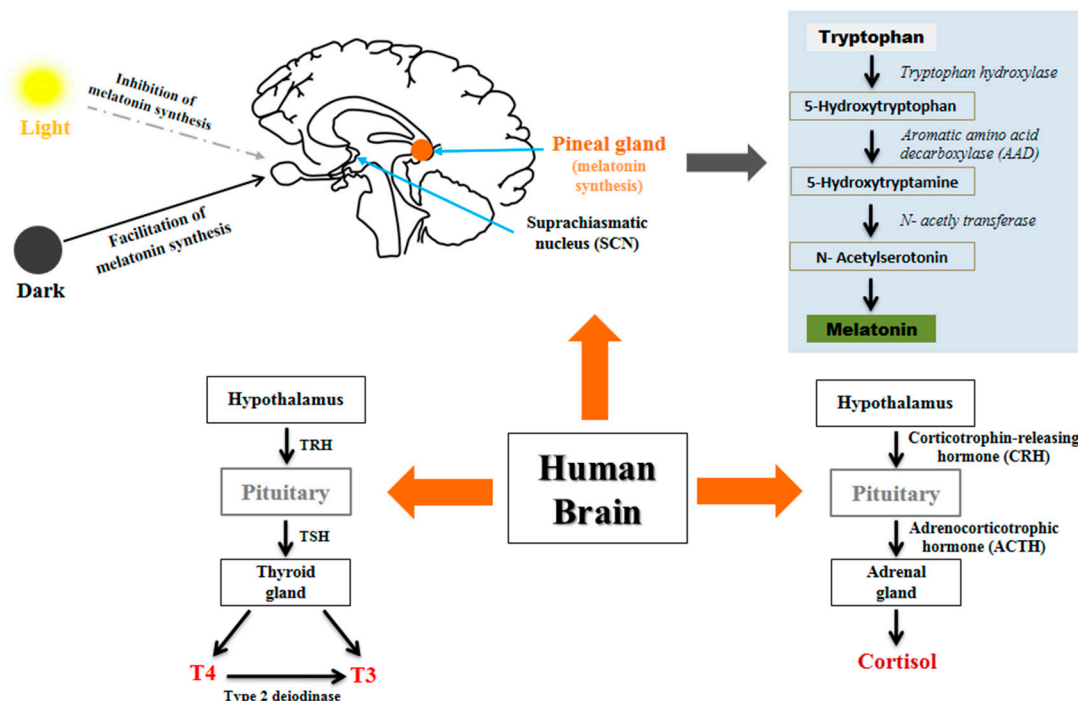 Light
Inhibition of
melatonin synthesis
Dark
Facilitation of
melatonin synthesis
Pineal gland
(melatonin
synthesis)
Suprachiasmatic
nucleus (SCN)
Tryptophan
Tryptophan hydroxylase
5-Hydroxytryptophan
Aromatic amino acid
decarboxylase (AAD)
5-Hydroxytryptamine
N- acetly transferase
N- Acetylserotonin
Melatonin
Hypothalamus
TRH
Pituitary
TSH
Thyroid
gland
T4
T3
Type 2 deiodinase
Human
Brain
Hypothalamus
Corticotrophin-releasing
hormone (CRH)
Pituitary
Adrenocorticotrophic
hormone (ACTH)
Adrenal
gland
Cortisol